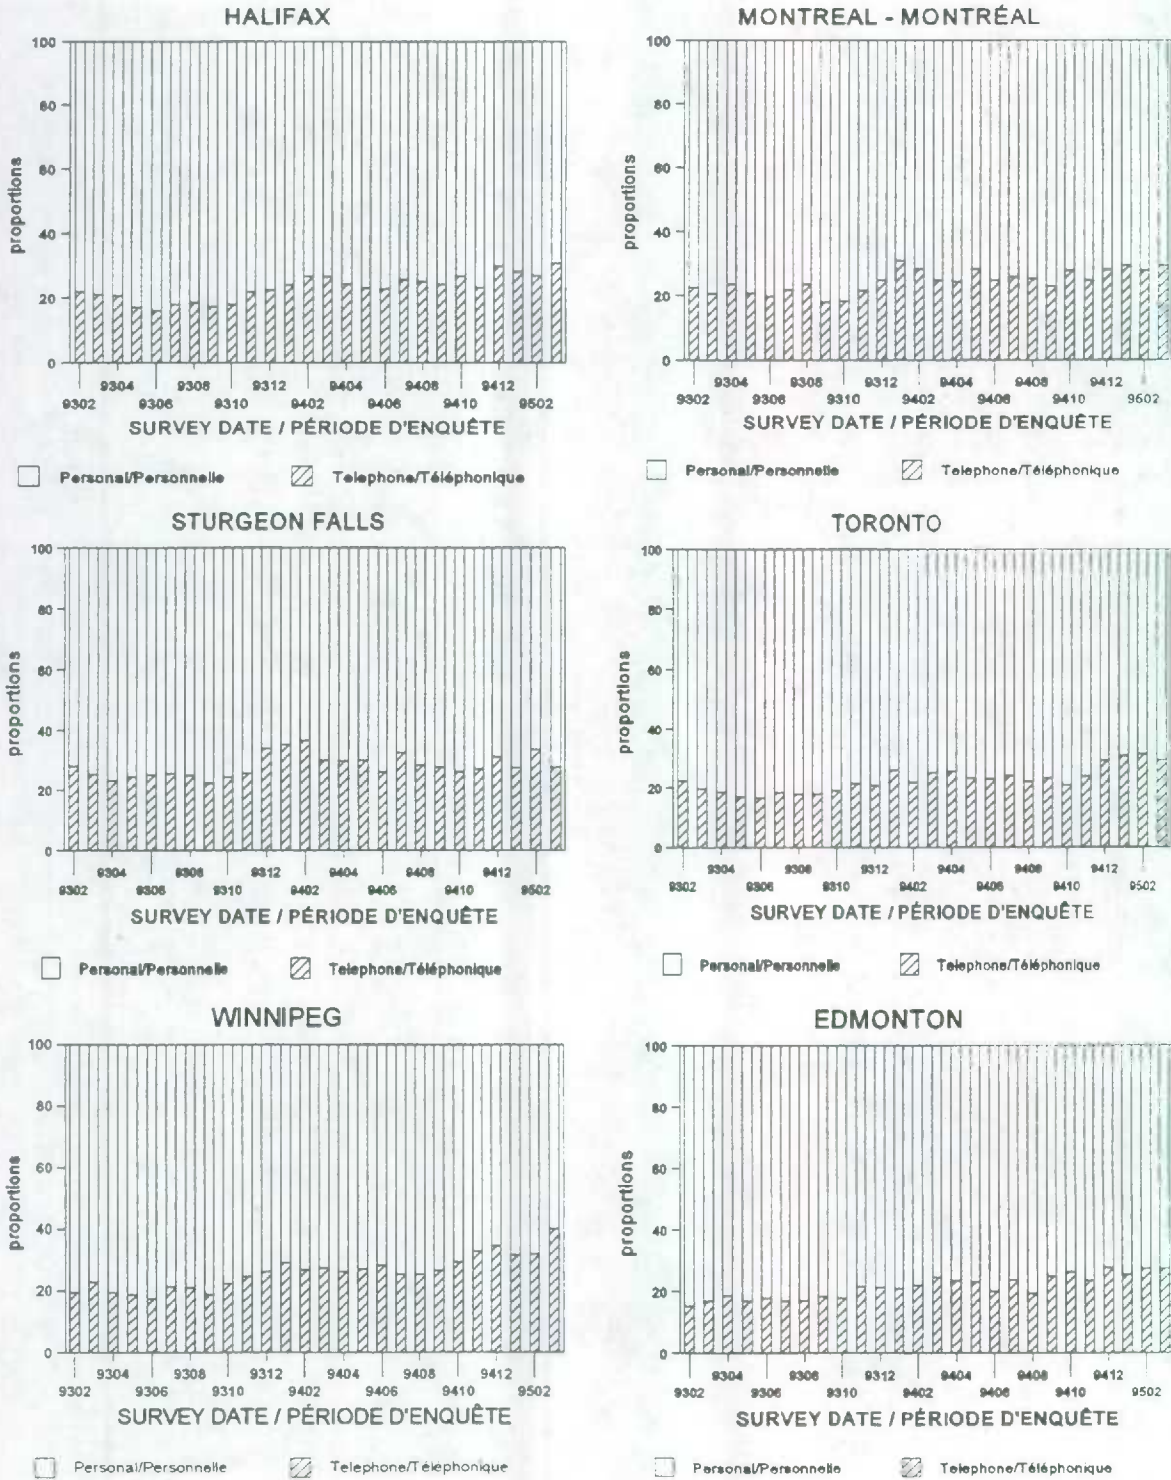 HALIFAX
100
80
60
40
20
0
proportions
9304 9308 9312 9404 9408 9412
9302 9306 9310 9402 9406 9410 9502
SURVEY DATE / PÉRIODE D'ENQUÊTE
Personal/Personnelle Telephone/Téléphonique
MONTREAL - MONTRÉAL
100
80
60
40
20
0
proportions
9304 9308 9312 9404 9408 9412
9302 9306 9310 9402 9406 9410 9502
SURVEY DATE / PÉRIODE D'ENQUÊTE
Personal/Personnelle Telephone/Téléphonique
STURGEON FALLS
100
80
60
40
20
0
proportions
9304 9308 9312 9404 9408 9412
9302 9306 9310 9402 9406 9410 9502
SURVEY DATE / PÉRIODE D'ENQUÊTE
Personal/Personnelle Telephone/Téléphonique
TORONTO
100
80
60
40
20
0
proportions
9304 9308 9312 9404 9408 9412
9302 9306 9310 9402 9406 9410 9502
SURVEY DATE / PÉRIODE D'ENQUÊTE
Personal/Personnelle Telephone/Téléphonique
WINNIPEG
100
80
60
40
20
0
proportions
9304 9308 9312 9404 9408 9412
9302 9306 9310 9402 9406 9410 9502
SURVEY DATE / PÉRIODE D'ENQUÊTE
Personal/Personnelle Telephone/Téléphonique
EDMONTON
100
80
60
40
20
0
proportions
9304 9308 9312 9404 9408 9412
9302 9306 9310 9402 9406 9410 9502
SURVEY DATE / PÉRIODE D'ENQUÊTE
Personal/Personnelle Telephone/Téléphonique